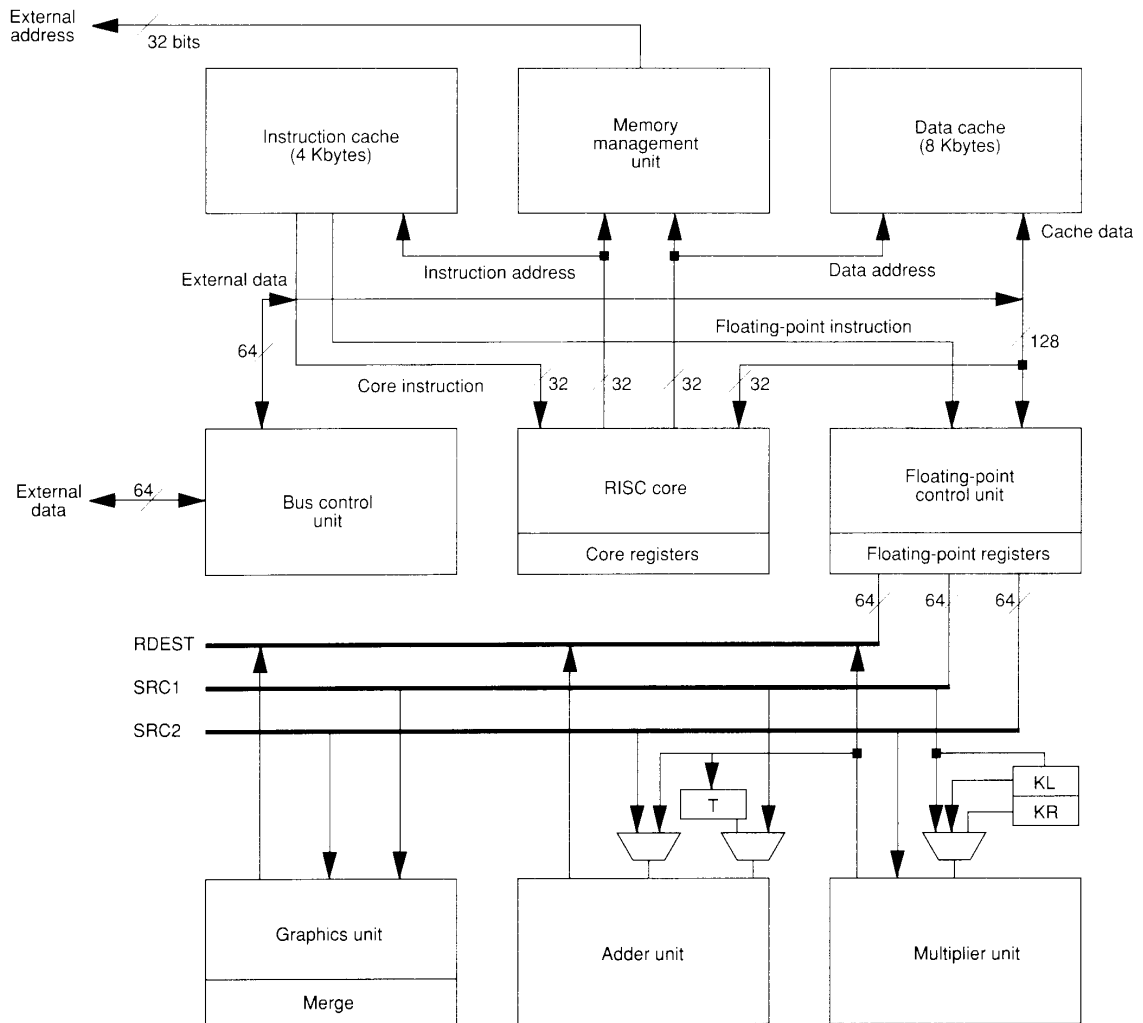 External
address
32 bits
Instruction cache
(4 Kbytes)
Memory
management
unit
Data cache
(8 Kbytes)
Cache data
Instruction address
Data address
External data
Floating-point instruction
64
128
Core instruction
32
32
32
32
External
data
64
Bus control
unit
RISC core
Core registers
Floating-point
control unit
Floating-point registers
64
64
64
RDEST
SRC1
SRC2
T
KL
KR
Graphics unit
Merge
Adder unit
Multiplier unit